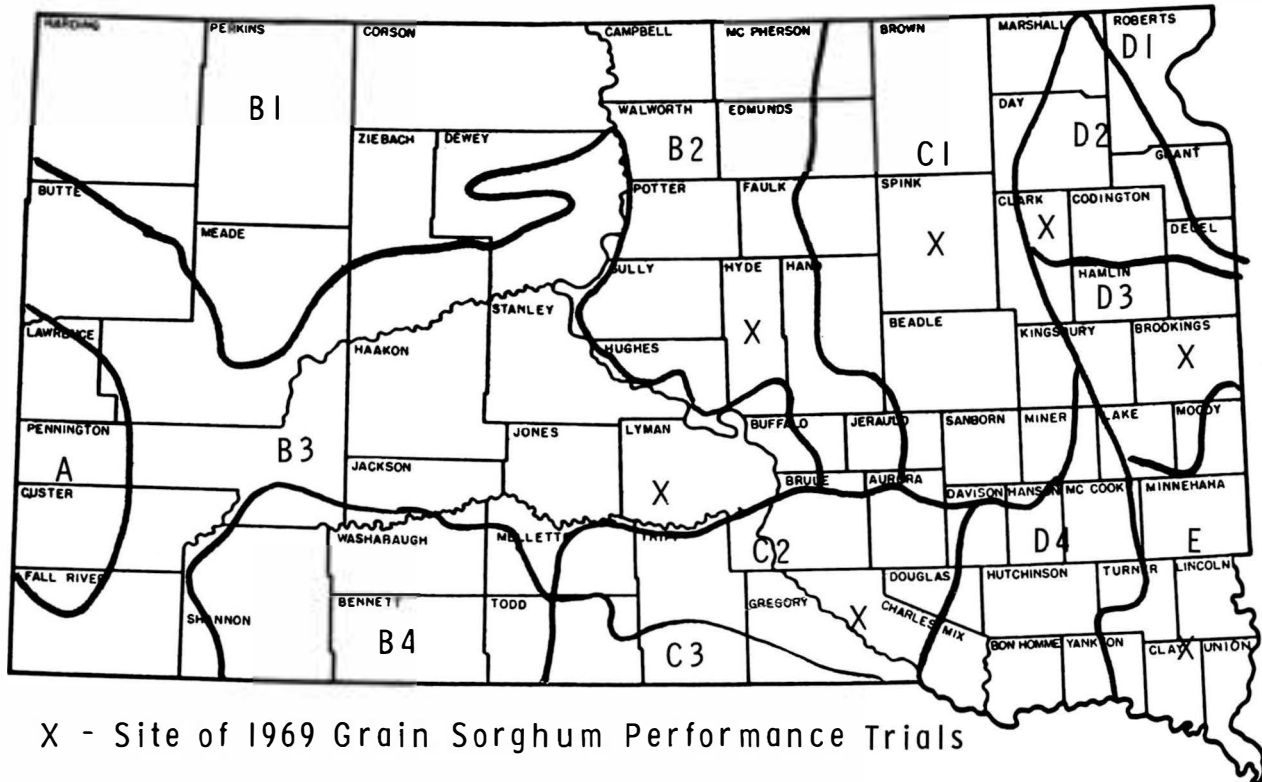 HARDING
PERKINS
CORSON
CAMPBELL
MC PHERSON
BROWN
MARSHALL
ROBERTS
D1
B1
WALWORTH
EDMUNDS
DAY
ZIEBACH
DEWEY
B2
C1
D2
GRANT
BUTTE
POTTER
FAULK
SPINK
CLARK
CODINGTON
X
X
DEUEL
MEADE
SULLY
HYDE
HAND
HAMLIN
D3
STANLEY
LAWRENCE
HAAKON
HUGHES
X
BEADLE
KINGSBURY
BROOKINGS
X
PENNINGTON
A
B3
JACKSON
JONES
LYMAN
BUFFALO
JERAULD
SANBORN
MINER
LAKE
MOODY
CUSTER
X
BRULE
AURORA
DAVISON
HANSON
MC COOK
MINNEHAHA
WASHABAUGH
MELLETTE
TRIPP
C2
D4
E
FALL RIVER
SHANNON
BENNETT
B4
TODD
C3
GREGORY
X
DOUGLAS
CHARLES MIX
HUTCHINSON
TURNER
LINCOLN
BON HOMME
YANKTON
CLAY
X
UNION
X - Site of 1969 Grain Sorghum Performance Trials